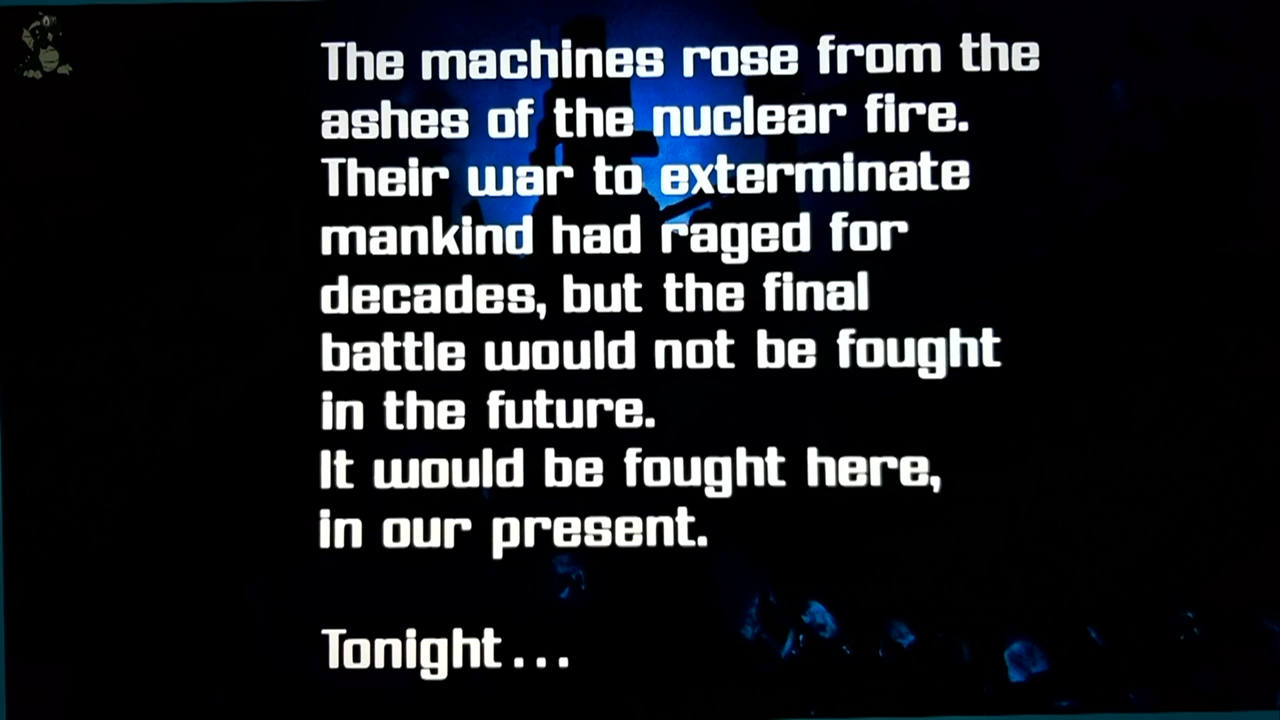 The machines rose from the
ashes of the nuclear fire.
Their war to exterminate
mankind had raged for
decades, but the final
battle would not be fought
in the future.
It would be fought here,
in our present.
Tonight...